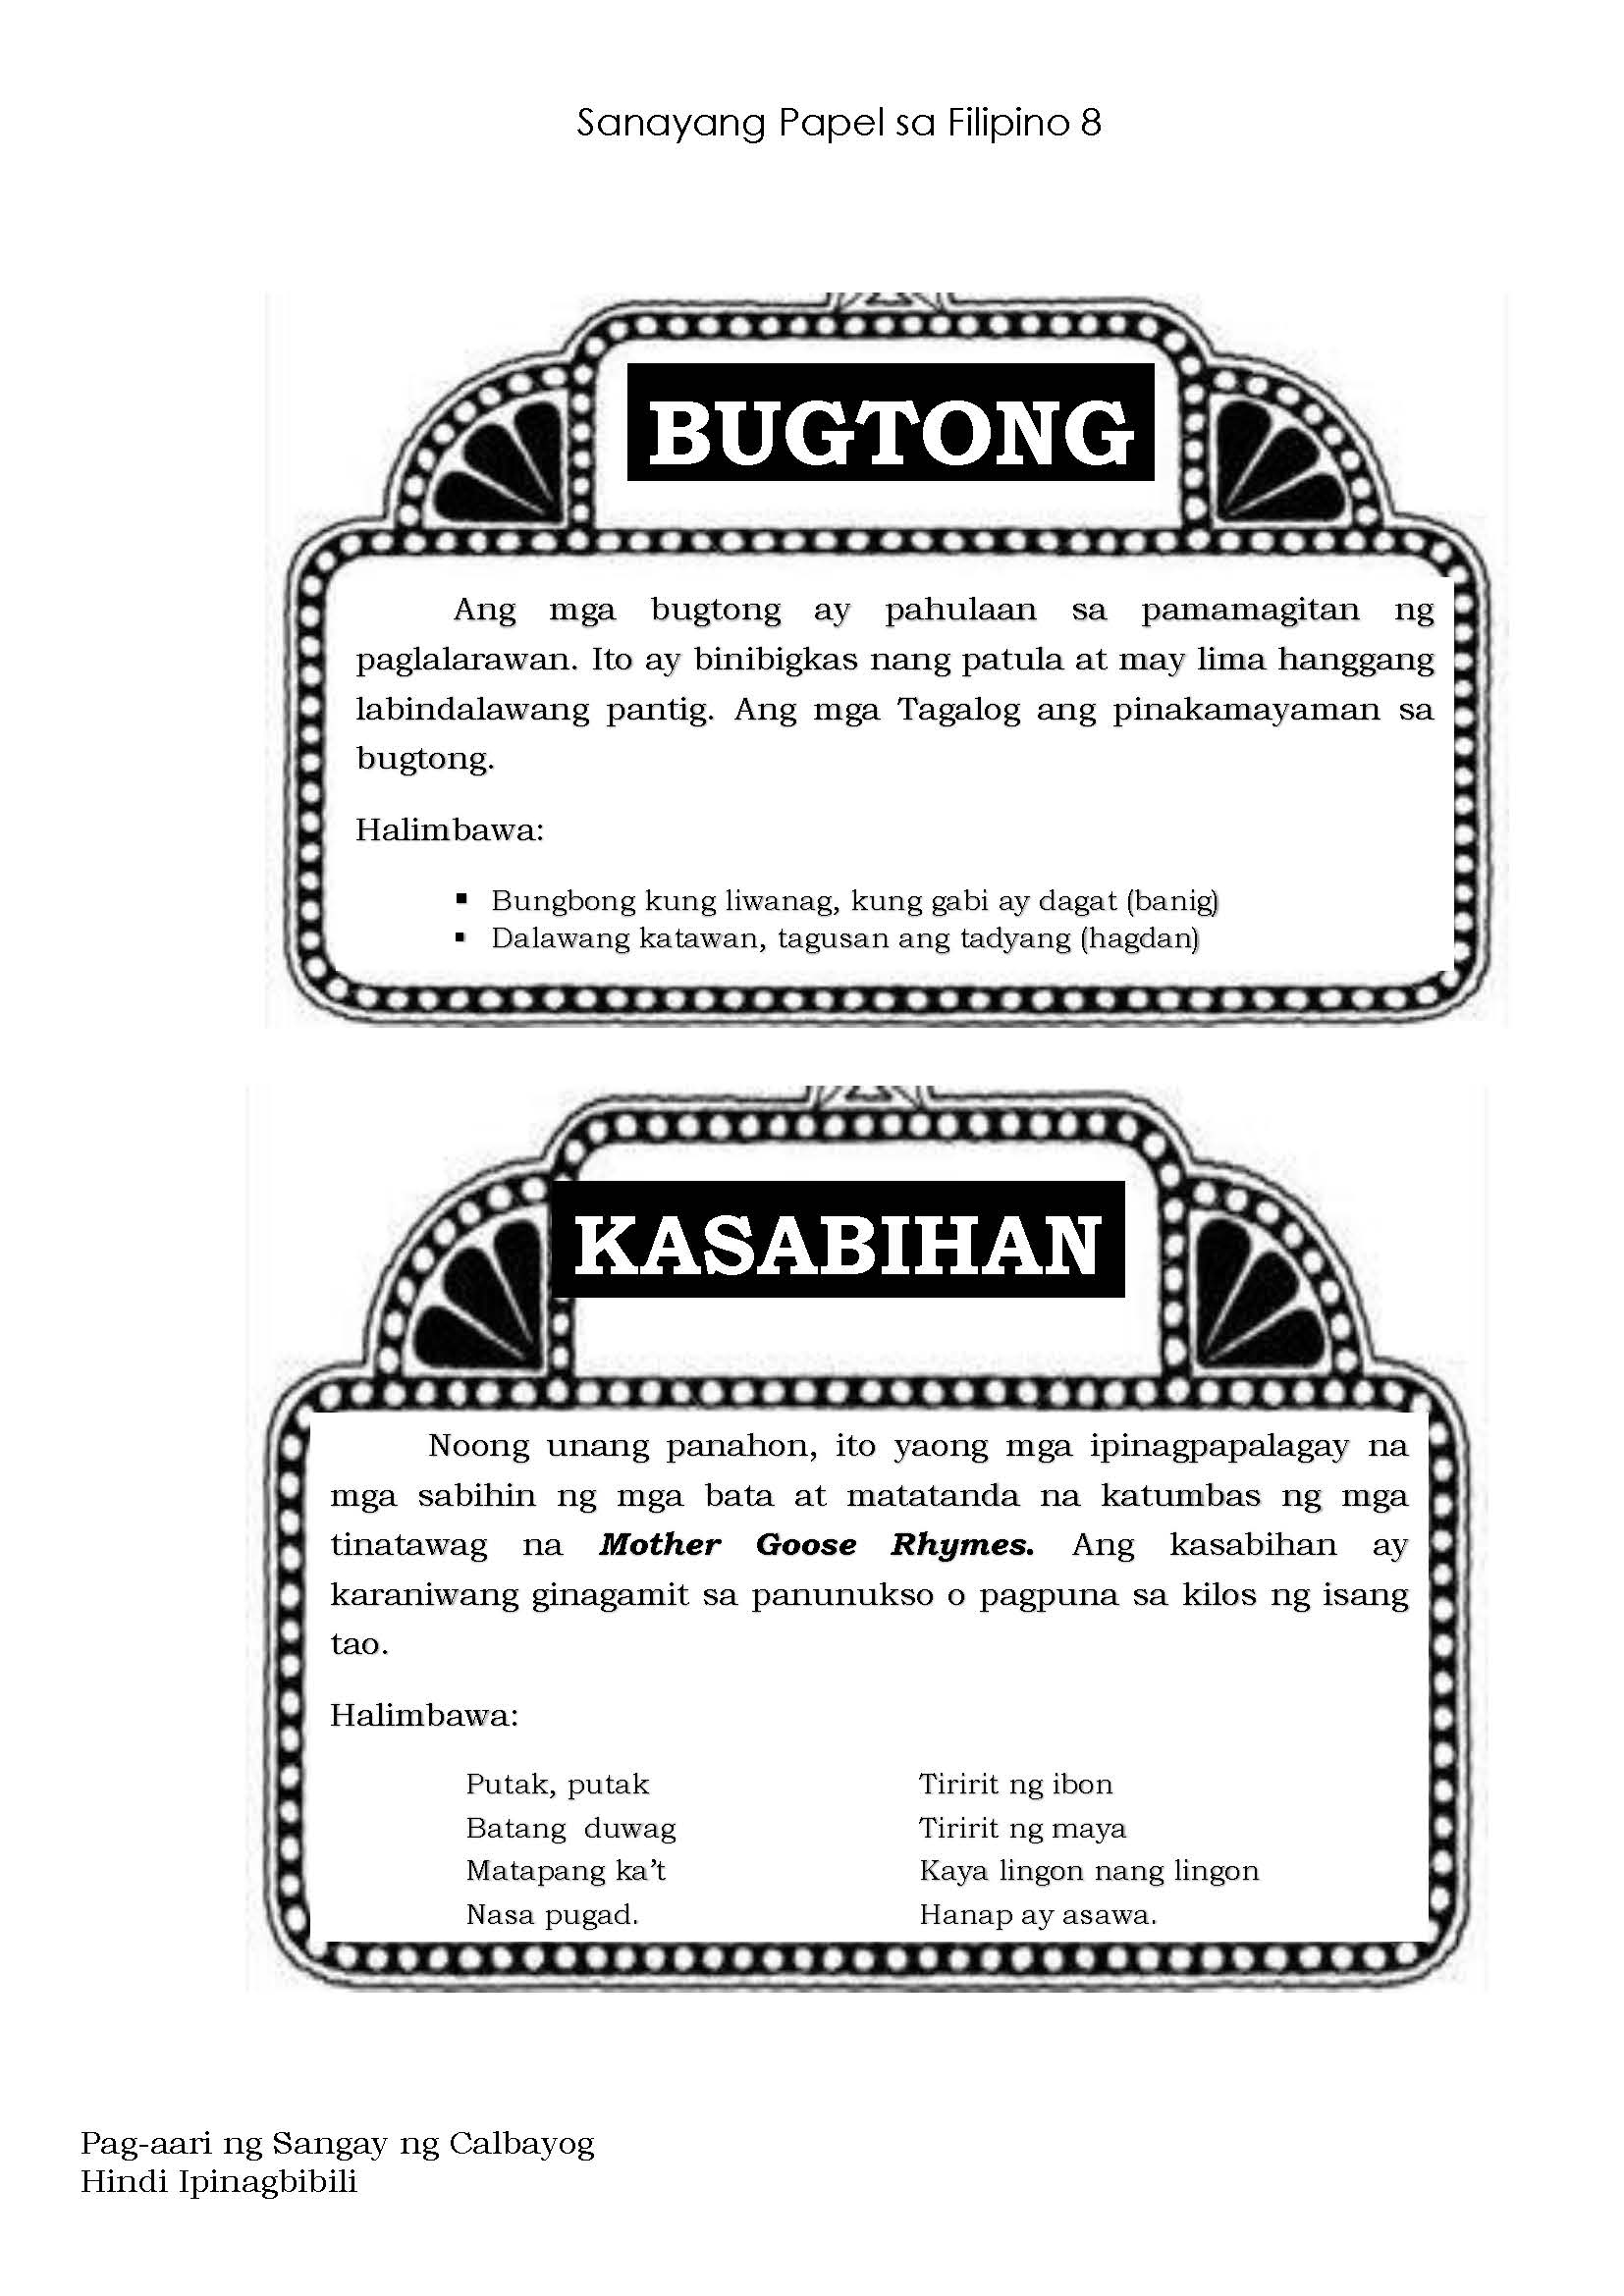 Sanayang Papel sa Filipino 8
BUGTONG
Ang mga bugtong ay pahulaan sa pamamagitan ng
paglalarawan. Ito ay binibigkas nang patula at may lima hanggang
labindalawang pantig. Ang mga Tagalog ang pinakamayaman sa
bugtong.
Halimbawa:
▪ Bungbong kung liwanag, kung gabi ay dagat (banig)
▪ Dalawang katawan, tagusan ang tadyang (hagdan)
KASABIHAN
Noong unang panahon, ito yaong mga ipinagpapalagay na
mga sabihin ng mga bata at matatanda na katumbas ng mga
tinatawag na Mother Goose Rhymes. Ang kasabihan ay
karaniwang ginagamit sa panunukso o pagpuna sa kilos ng isang
tao.
Halimbawa:
Putak, putak
Batang duwag
Matapang ka't
Nasa pugad.
Tiririt ng ibon
Tiririt ng maya
Kaya lingon nang lingon
Hanap ay asawa.
Pag-aari ng Sangay ng Calbayog
Hindi Ipinagbibili